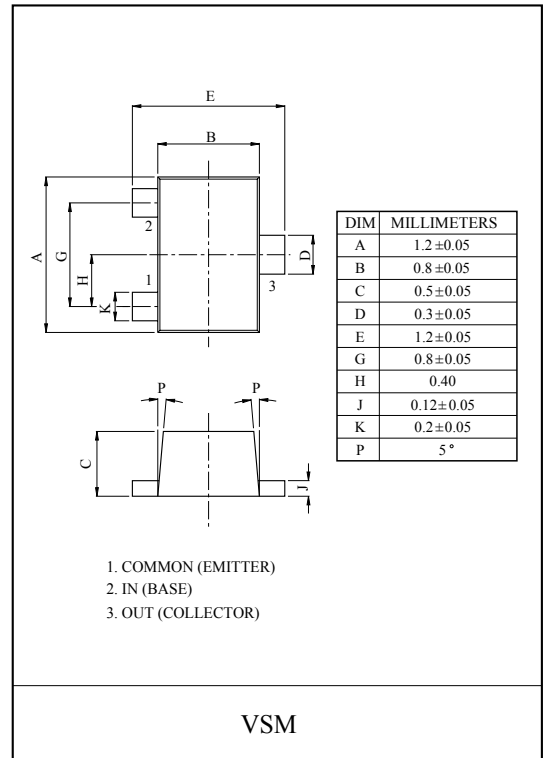 E
B
A
G
H
K
2
1
D
3
DIM MILLIMETERS
A 1.2±0.05
B 0.8±0.05
C 0.5±0.05
D 0.3±0.05
E 1.2±0.05
G 0.8±0.05
H 0.40
J 0.12±0.05
K 0.2±0.05
P 5°
P P
C
J
1. COMMON (EMITTER)
2. IN (BASE)
3. OUT (COLLECTOR)
VSM